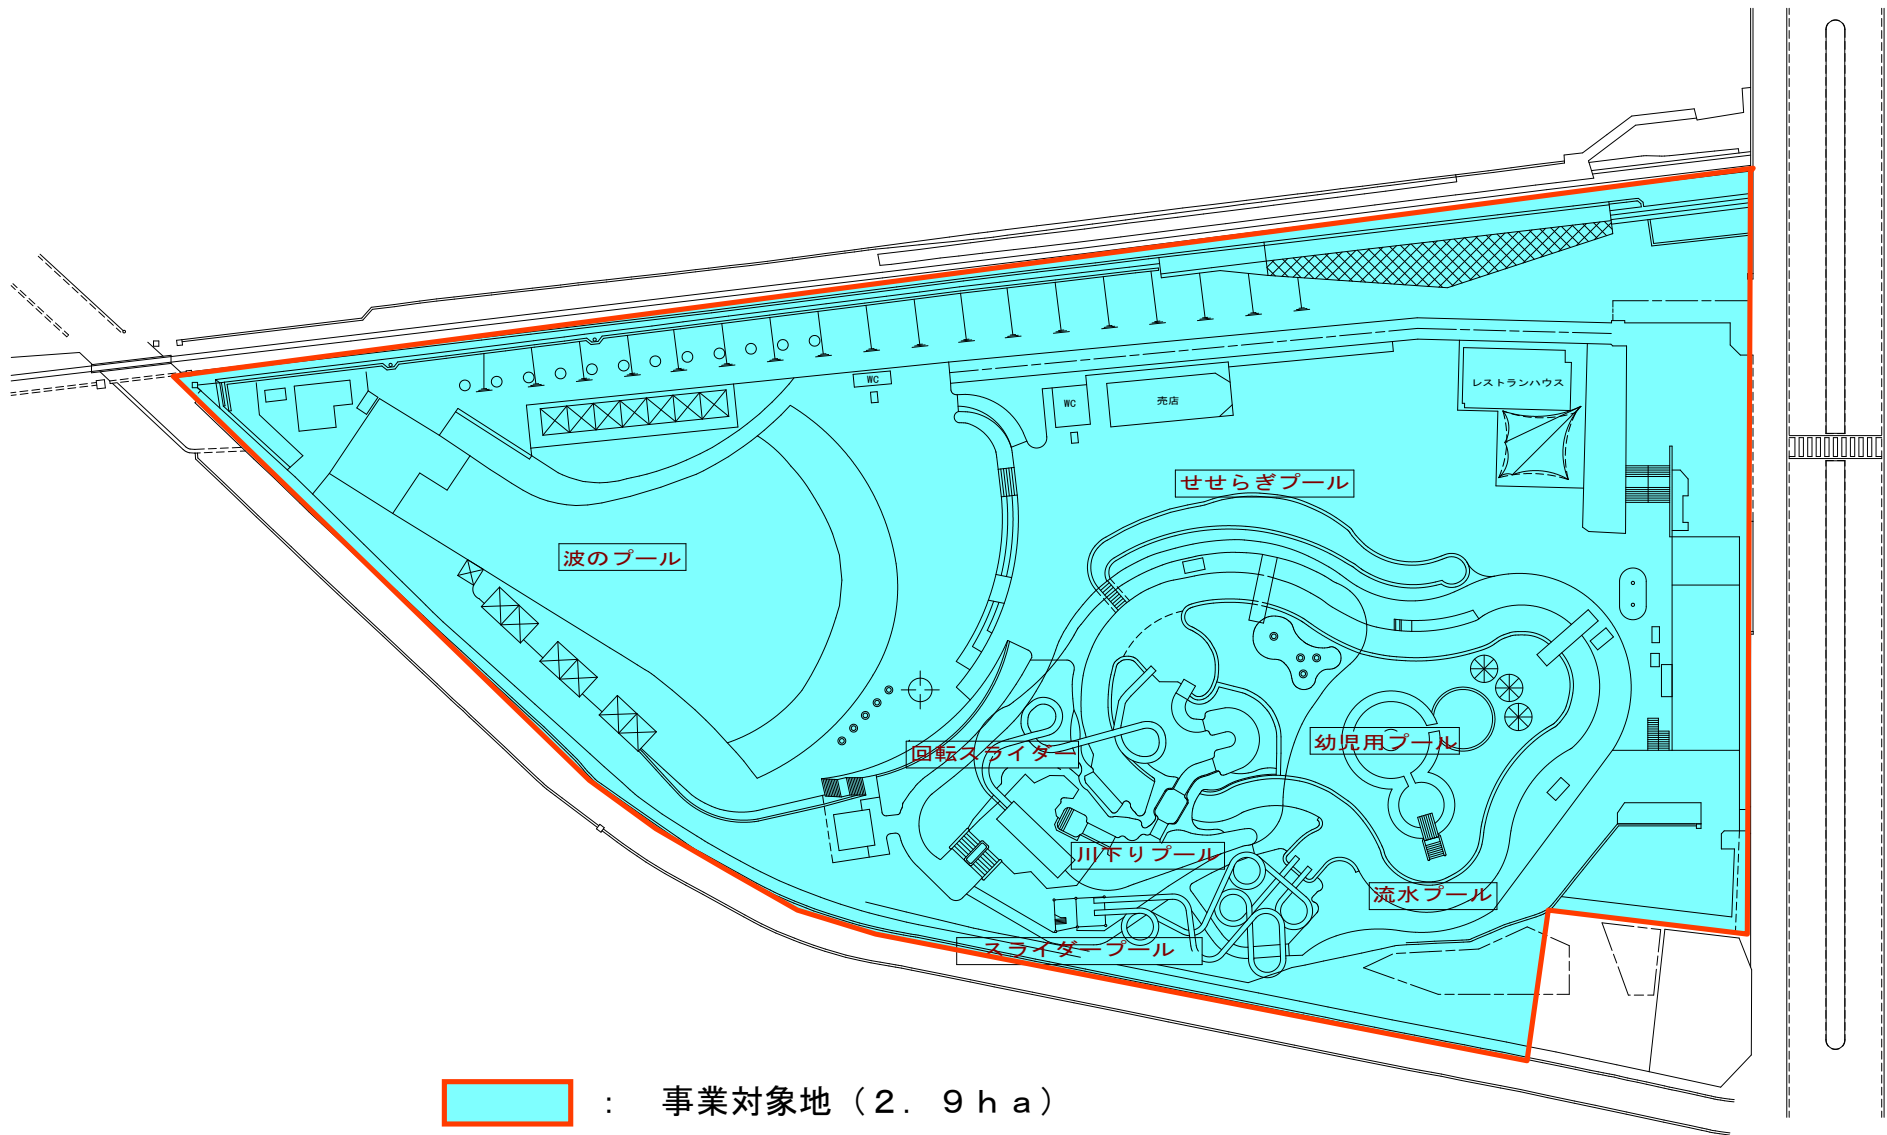 レストランハウス
WC
WC
売店
せせらぎプール
波のプール
回転スライダー
幼児用プール
川下りプール
流水プール
スライダープール
： 事業対象地（２．９ｈａ）